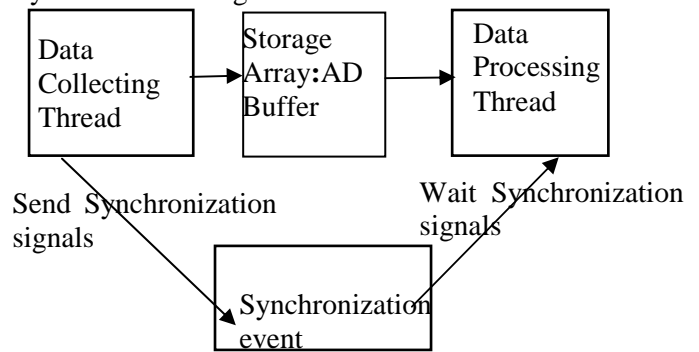 Data
Collecting
Thread
Storage
Array:AD
Buffer
Data
Processing
Thread
Send Synchronization
signals
Wait Synchronization
signals
Synchronization
event